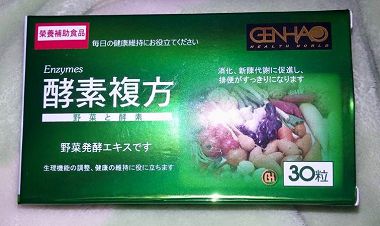 栄養補助食品
毎日の健康維持にお役立てください
GENHAO
HEALTH WORLD
Enzymes
酵素複方
野菜と酵素
消化、新陳代謝に促進し、
排便がすっきりになります
野菜発酵エキスです
生理機能の調整、健康の維持に役に立ちます
GH
30粒